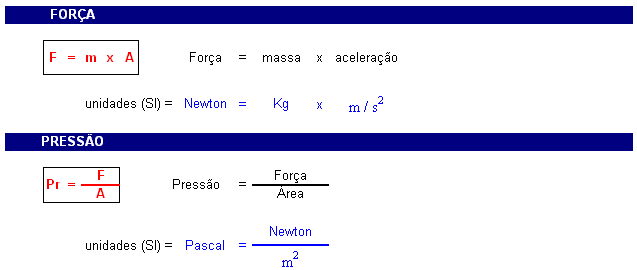 FORÇA
F = m x A Força = massa x aceleração
unidades (SI) = Newton = Kg x m / s²
PRESSÃO
Pr = F / A Pressão = Força / Área
unidades (SI) = Pascal = Newton / m²